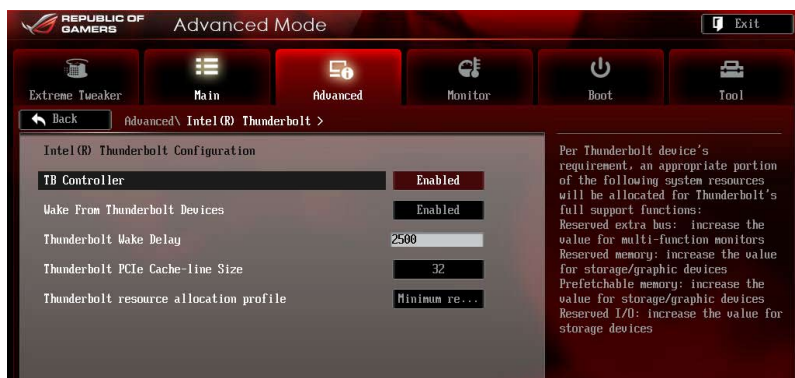 REPUBLIC OF
GAMERS
Advanced Mode
Exit
Extreme Tweaker
Main
Advanced
Monitor
Boot
Tool
Back
Advanced\ Intel(R) Thunderbolt >
Intel(R) Thunderbolt Configuration
TB Controller Enabled
Wake From Thunder bolt Devices Enabled
Thunderbolt Wake Delay 2500
Thunderbolt PCIe Cache-line Size 32
Thunderbolt resource allocation profile Minimum re...
Per Thunderbolt device's
requirement, an appropriate portion
of the following system resources
will be allocated for Thunderbolt's
full support functions:
Reserved extra bus: increase the
value for multi-function monitors
Reserved memory: increase the value
for storage/graphic devices
Prefetchable memory: increase the
value for storage/graphic devices
Reserved I/O: increase the value for
storage devices